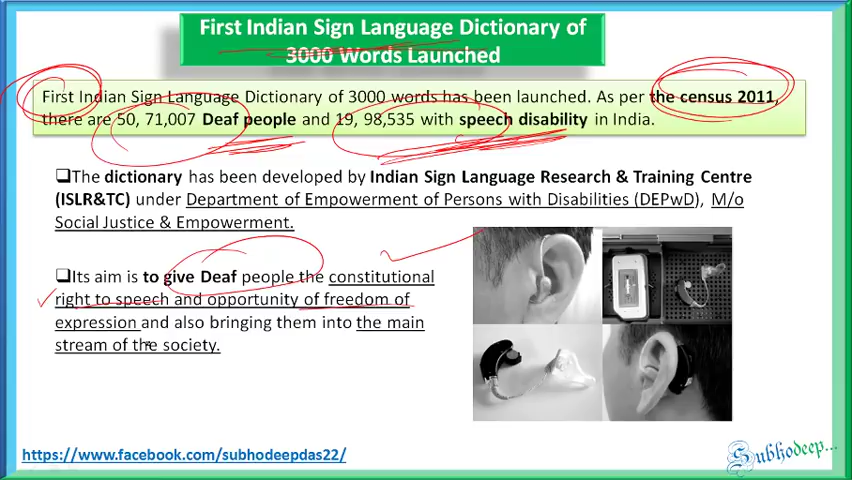 First Indian Sign Language Dictionary of
3000 Words Launched
First Indian Sign Language Dictionary of 3000 words has been launched. As per the census 2011,
there are 50, 71,007 Deaf people and 19, 98,535 with speech disability in India.
❑The dictionary has been developed by Indian Sign Language Research & Training Centre
(ISLR&TC) under Department of Empowerment of Persons with Disabilities (DEPwD), M/o
Social Justice & Empowerment.
❑Its aim is to give Deaf people the constitutional
right to speech and opportunity of freedom of
expression and also bringing them into the main
stream of the society.
https://www.facebook.com/subhodeepdas22/
Subhodeep...